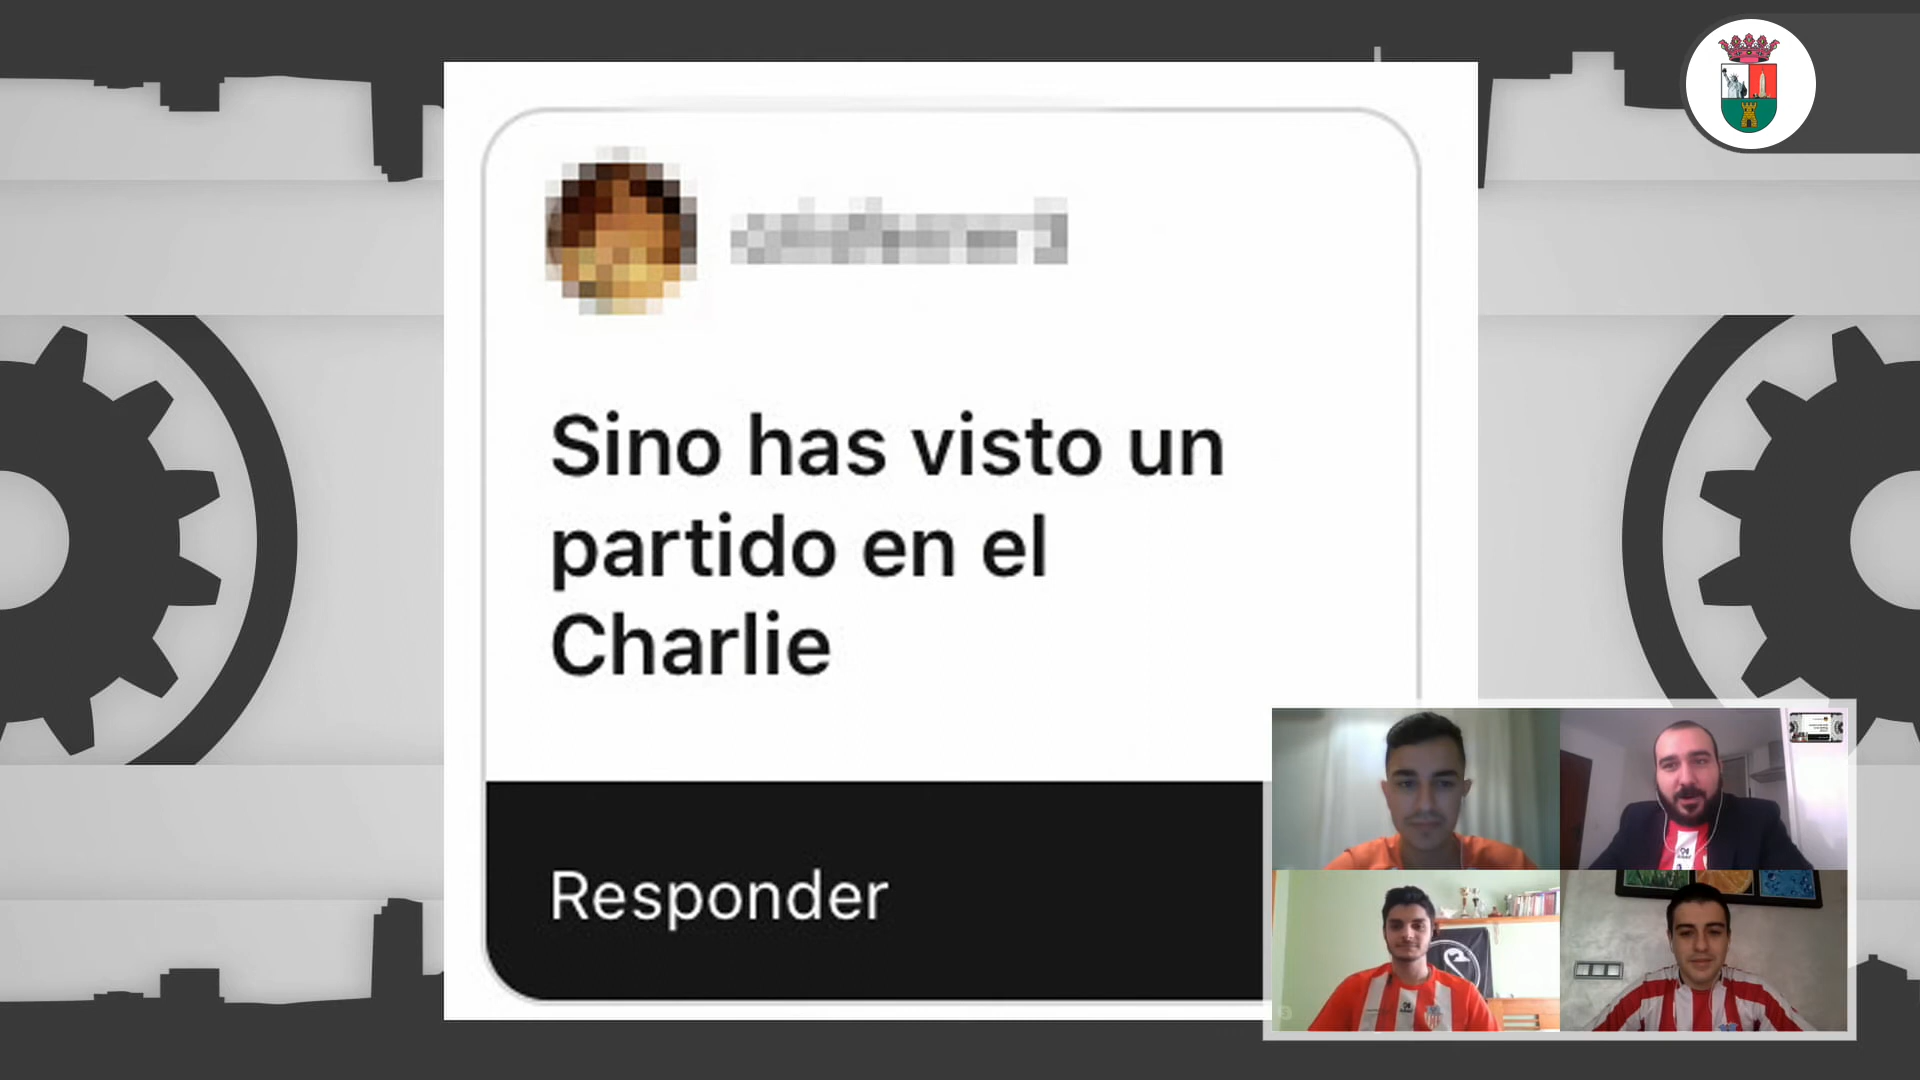 Sino has visto un
partido en el
Charlie
Responder